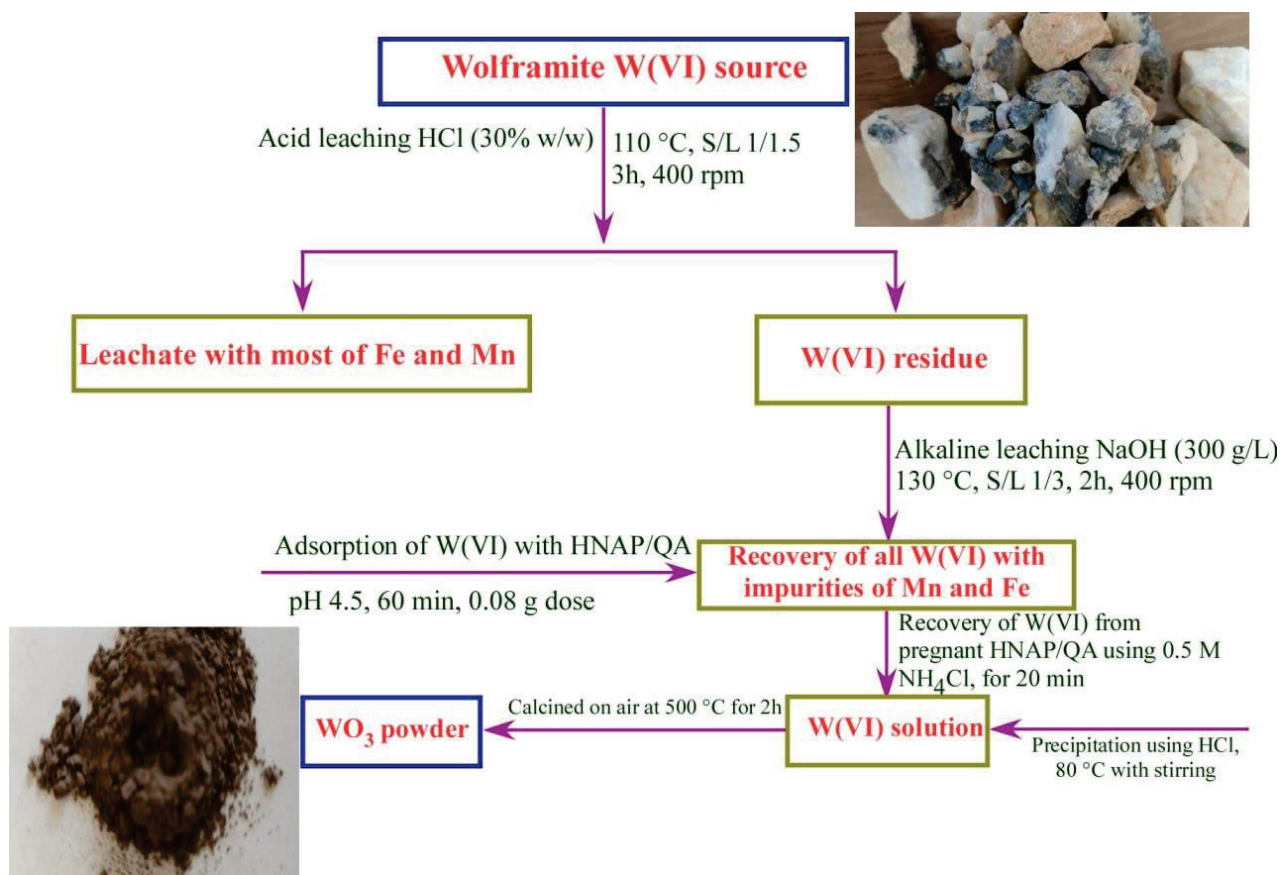 Wolframite W(VI) source
Acid leaching HCl (30% w/w)
110 °C, S/L 1/1.5
3h, 400 rpm
Leachate with most of Fe and Mn
W(VI) residue
Alkaline leaching NaOH (300 g/L)
130 °C, S/L 1/3, 2h, 400 rpm
Adsorption of W(VI) with HNAP/QA
pH 4.5, 60 min, 0.08 g dose
Recovery of all W(VI) with
impurities of Mn and Fe
Recovery of W(VI) from
pregnant HNAP/QA using 0.5 M
NH₄Cl, for 20 min
WO₃ powder
Calcined on air at 500 °C for 2h
W(VI) solution
Precipitation using HCl,
80 °C with stirring